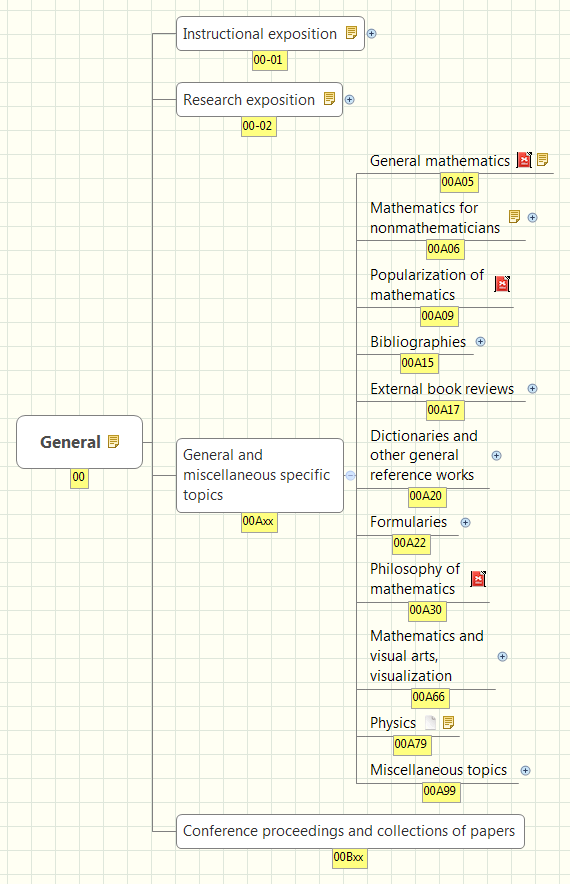 Instructional exposition
00-01
Research exposition
00-02
General mathematics
00A05
Mathematics for
nonmathematicians
00A06
Popularization of
mathematics
00A09
Bibliographies
00A15
External book reviews
00A17
General
00
General and
miscellaneous specific
topics
00Axx
Dictionaries and
other general
reference works
00A20
Formularies
00A22
Philosophy of
mathematics
00A30
Mathematics and
visual arts,
visualization
00A66
Physics
00A79
Miscellaneous topics
00A99
Conference proceedings and collections of papers
00Bxx